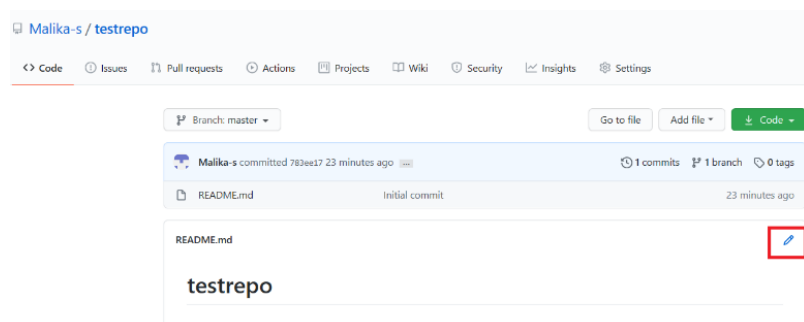 Malika-s / testrepo
Code Issues Pull requests Actions Projects Wiki Security Insights Settings
Branch: master Go to file Add file Code
Malika-s committed 783ee17 23 minutes ago ... 1 commits 1 branch 0 tags
README.md Initial commit 23 minutes ago
README.md
testrepo